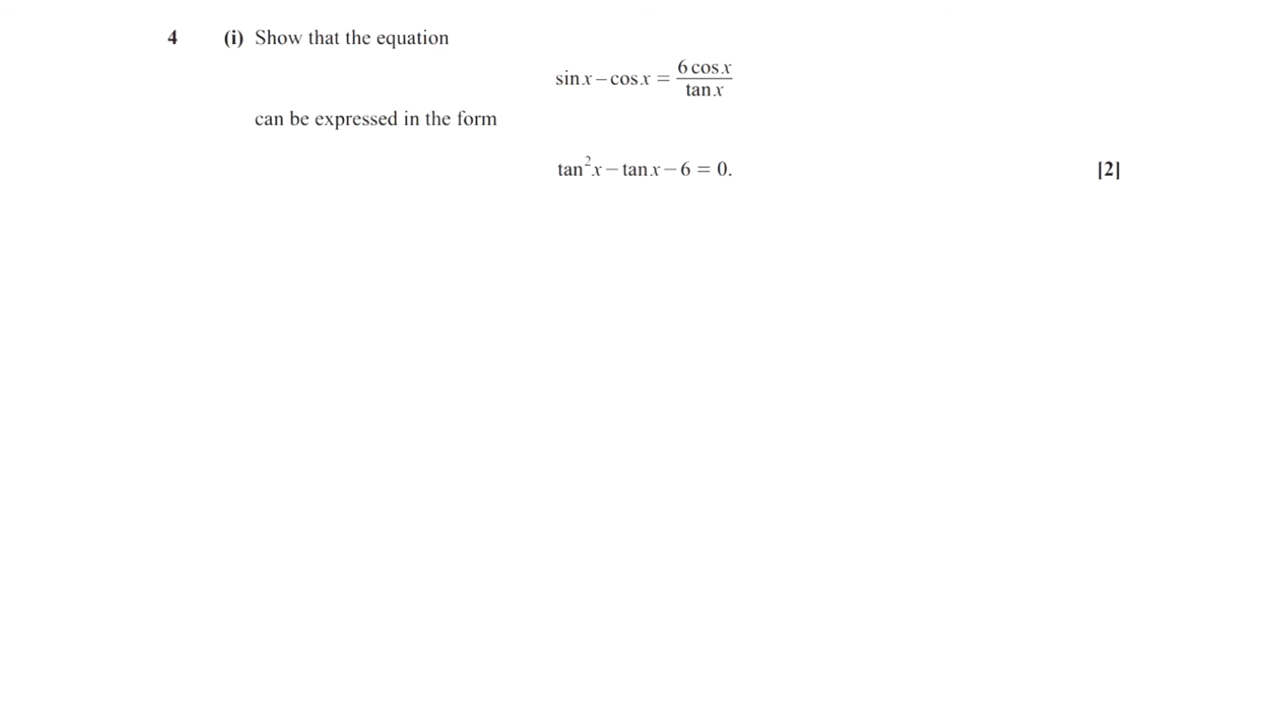 4 (i) Show that the equation
sin x – cos x = 6 cos x / tan x
can be expressed in the form
tan²x – tan x – 6 = 0. [2]